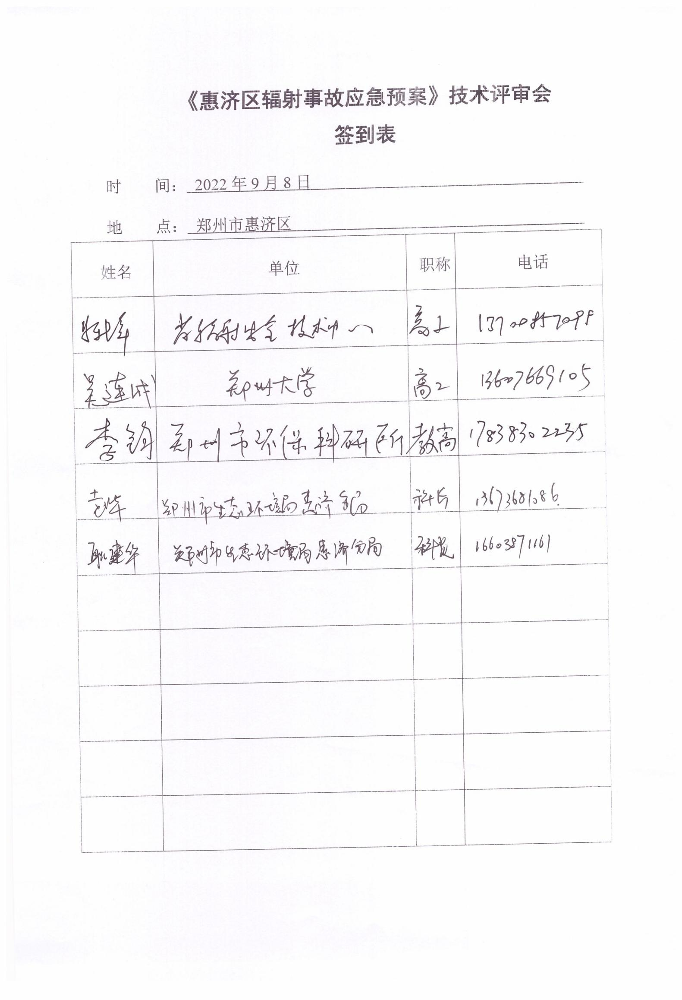 《惠济区辐射事故应急预案》技术评审会
签到表
时 间： 2022 年 9 月 8 日
地 点： 郑州市惠济区
姓名 单位 职称 电话
省辐射安全技术中心 高工
吴连成 郑州大学 高工 13607669105
李 郑州市环保科研所 教高 17838302235
郑州市生态环境局惠济分局 科长 13673681086
耿建华 郑州市生态环境局惠济分局 科员 16603871161